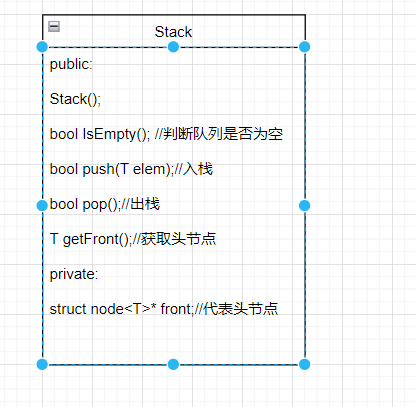 Stack
public:
Stack();
bool IsEmpty(); //判断队列是否为空
bool push(T elem);//入栈
bool pop();//出栈
T getFront();//获取头节点
private:
struct node<T>* front;//代表头节点